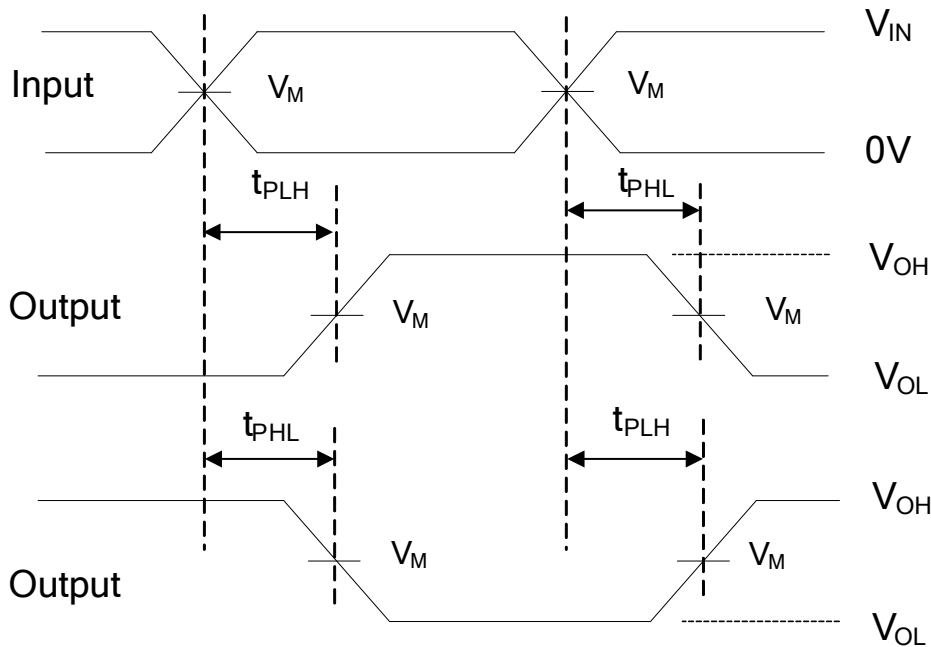 V_IN
Input V_M V_M
0V
t_PLH t_PHL
V_OH
Output V_M V_M
V_OL
t_PHL t_PLH
V_OH
Output V_M V_M
V_OL